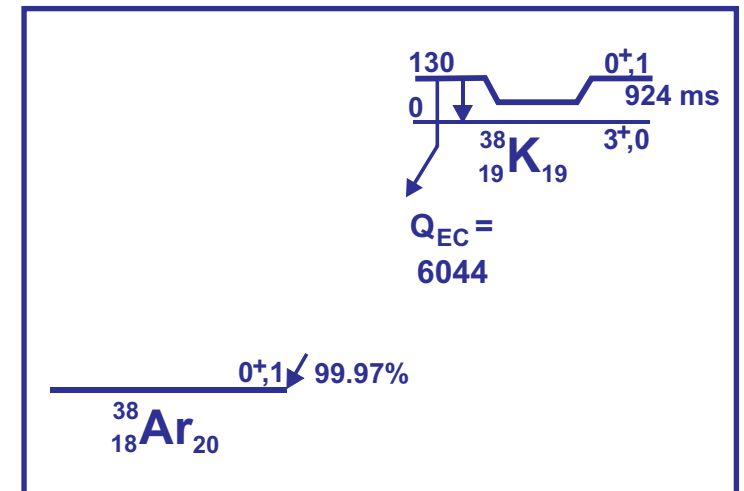 130 0⁺,1
924 ms
0 3⁺,0
³⁸₁₉K₁₉
Q_EC =
6044
0⁺,1 99.97%
³⁸₁₈Ar₂₀